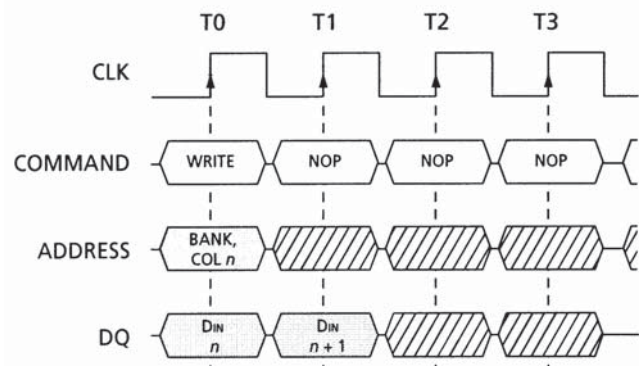 T0 T1 T2 T3
CLK
COMMAND WRITE NOP NOP NOP
ADDRESS BANK,
COL n
DQ DIN DIN
n n + 1